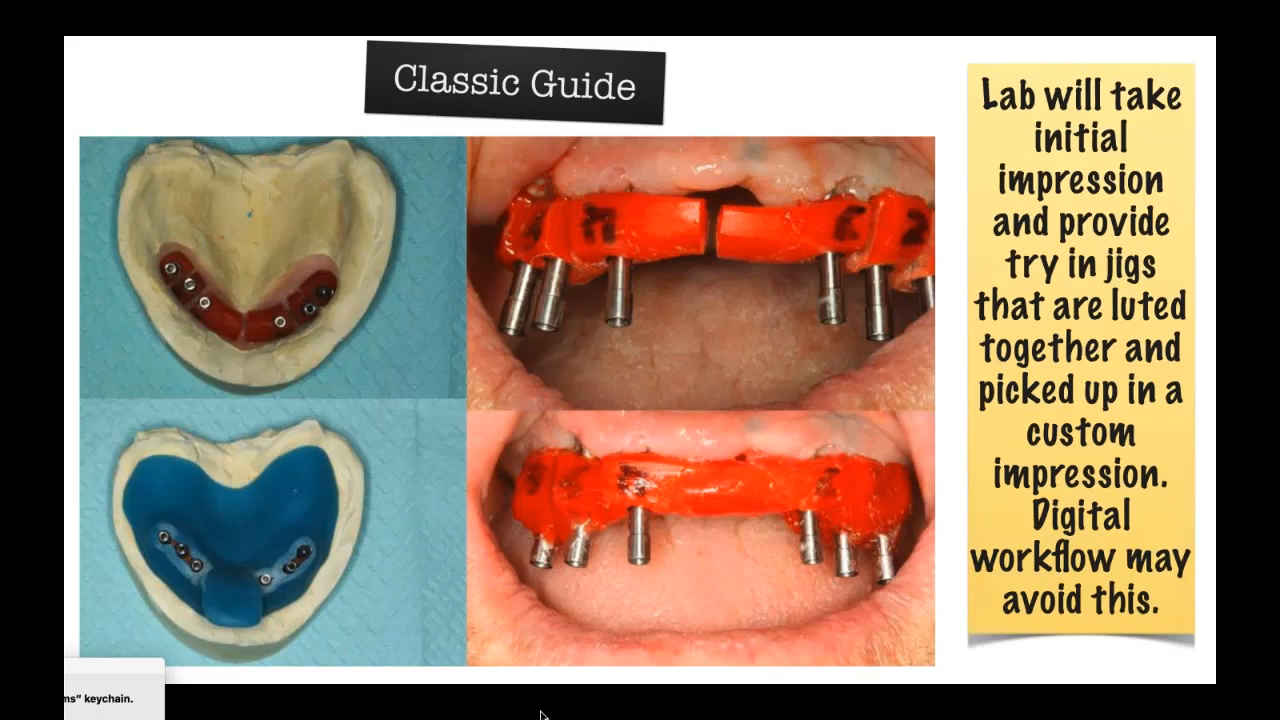 Classic Guide
Lab will take
initial
impression
and provide
try in jigs
that are luted
together and
picked up in a
custom
impression.
Digital
workflow may
avoid this.
keychain.